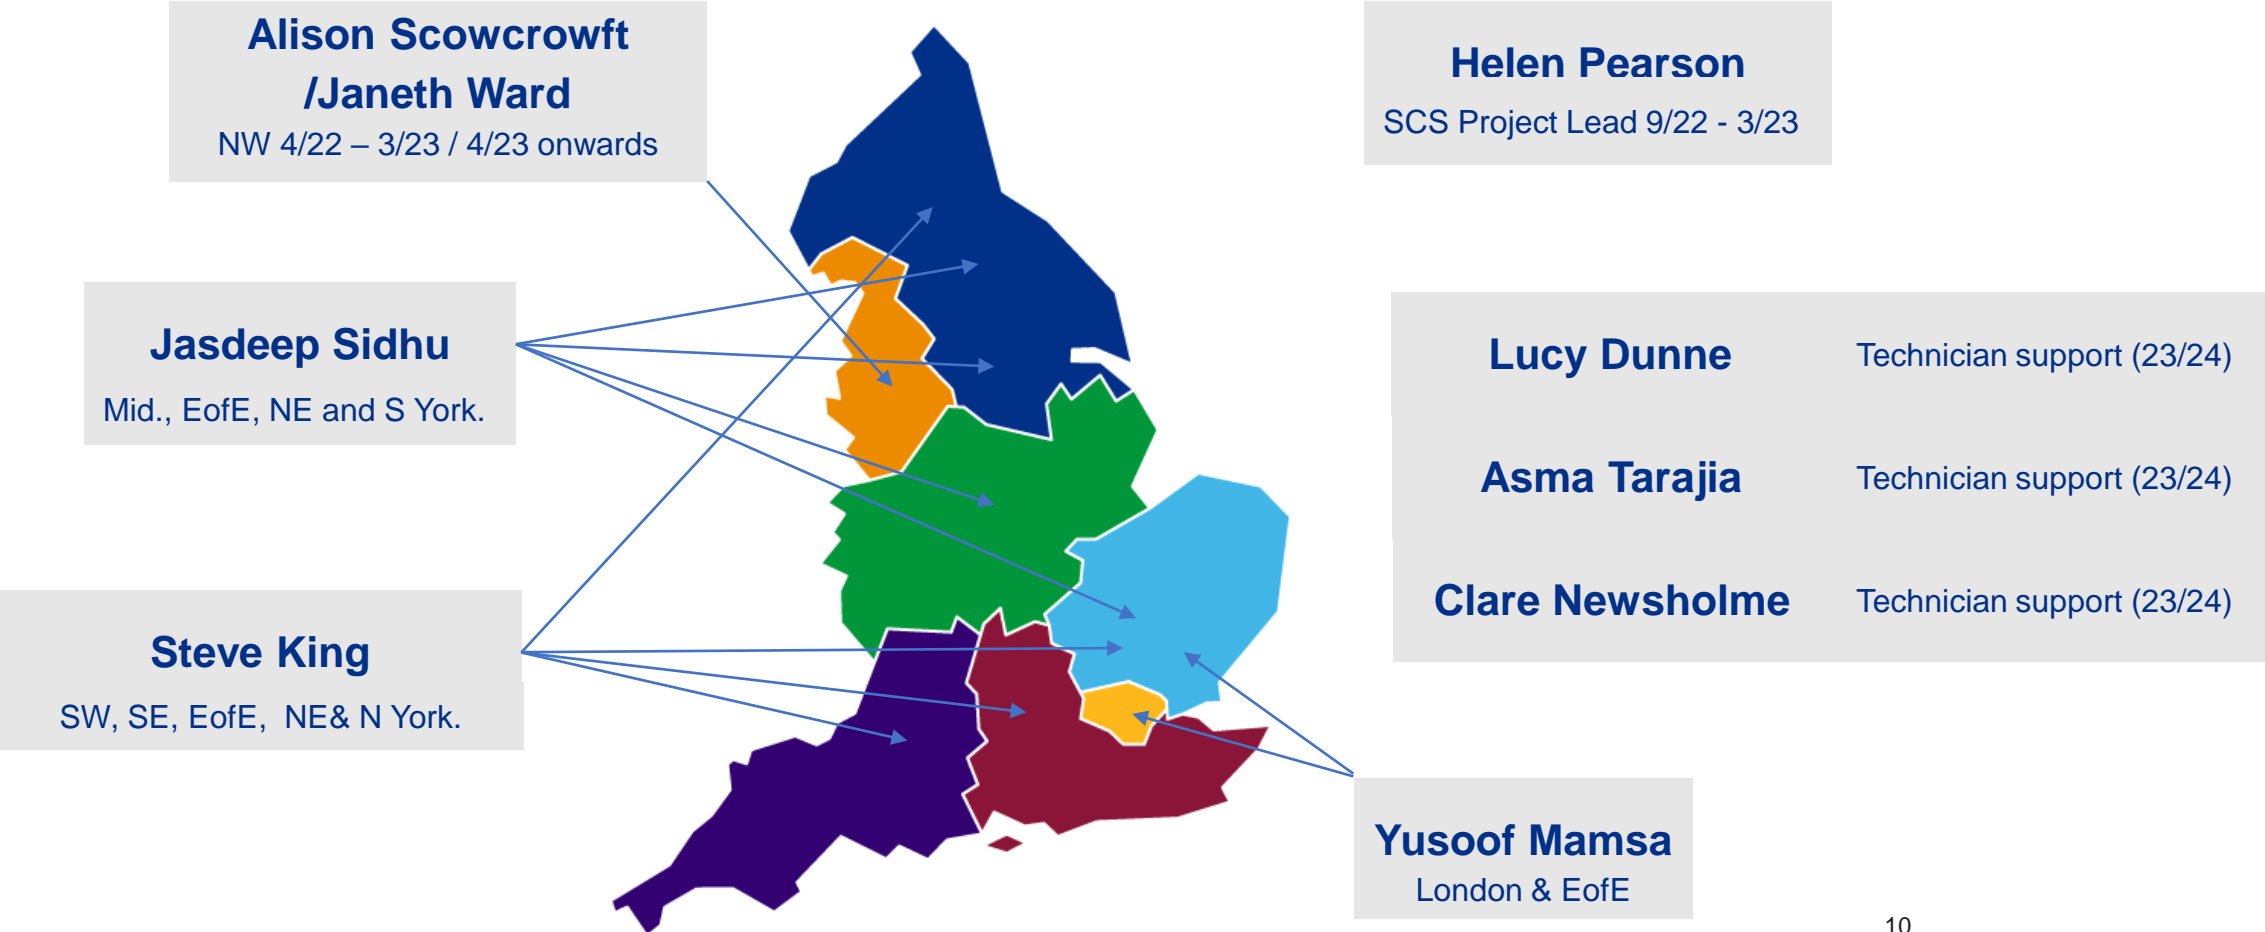 Alison Scowcrowft
/Janeth Ward
NW 4/22 – 3/23 / 4/23 onwards
Helen Pearson
SCS Project Lead 9/22 - 3/23
Jasdeep Sidhu
Mid., EofE, NE and S York.
Lucy Dunne Technician support (23/24)
Asma Tarajia Technician support (23/24)
Clare Newsholme Technician support (23/24)
Steve King
SW, SE, EofE, NE& N York.
Yusoof Mamsa
London & EofE
10